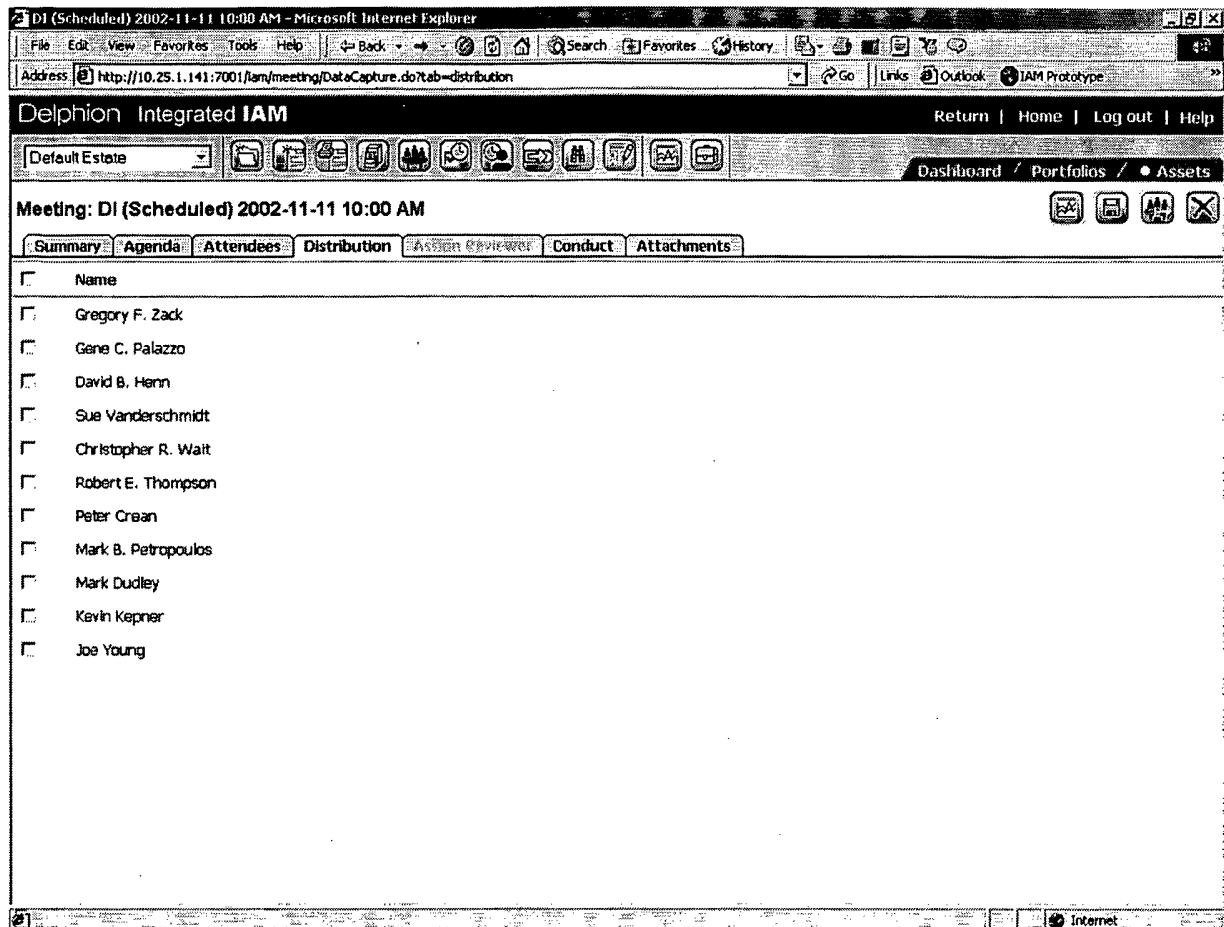 DI (Scheduled) 2002-11-11 10:00 AM - Microsoft Internet Explorer
File Edit View Favorites Tools Help Back Search Favorites History
Address http://10.25.1.141:7001/iam/meeting/DataCapture.do?tab=distribution Go Links Outlook IAM Prototype »
Delphion Integrated IAM Return | Home | Log out | Help
Default Estate
Dashboard / Portfolios / Assets
Meeting: DI (Scheduled) 2002-11-11 10:00 AM
Summary Agenda Attendees Distribution Assign Reviewer Conduct Attachments
Name
Gregory F. Zack
Gene C. Palazzo
David B. Henn
Sue Vanderschmidt
Christopher R. Wait
Robert E. Thompson
Peter Crean
Mark B. Petropoulos
Mark Dudley
Kevin Kepner
Joe Young
Internet